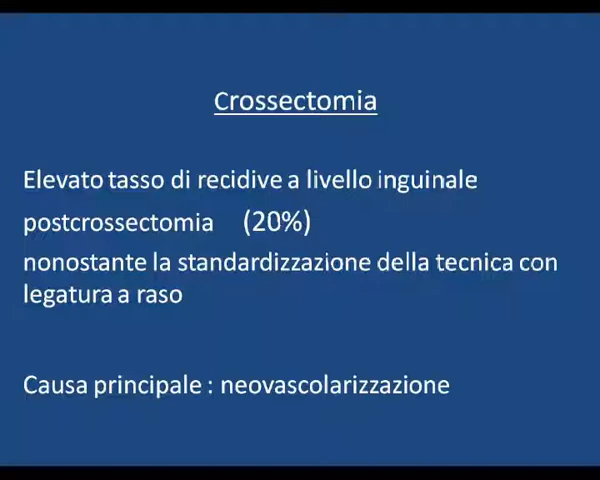 Crossectomia
Elevato tasso di recidive a livello inguinale
postcrossectomia (20%)
nonostante la standardizzazione della tecnica con
legatura a raso
Causa principale : neovascolarizzazione